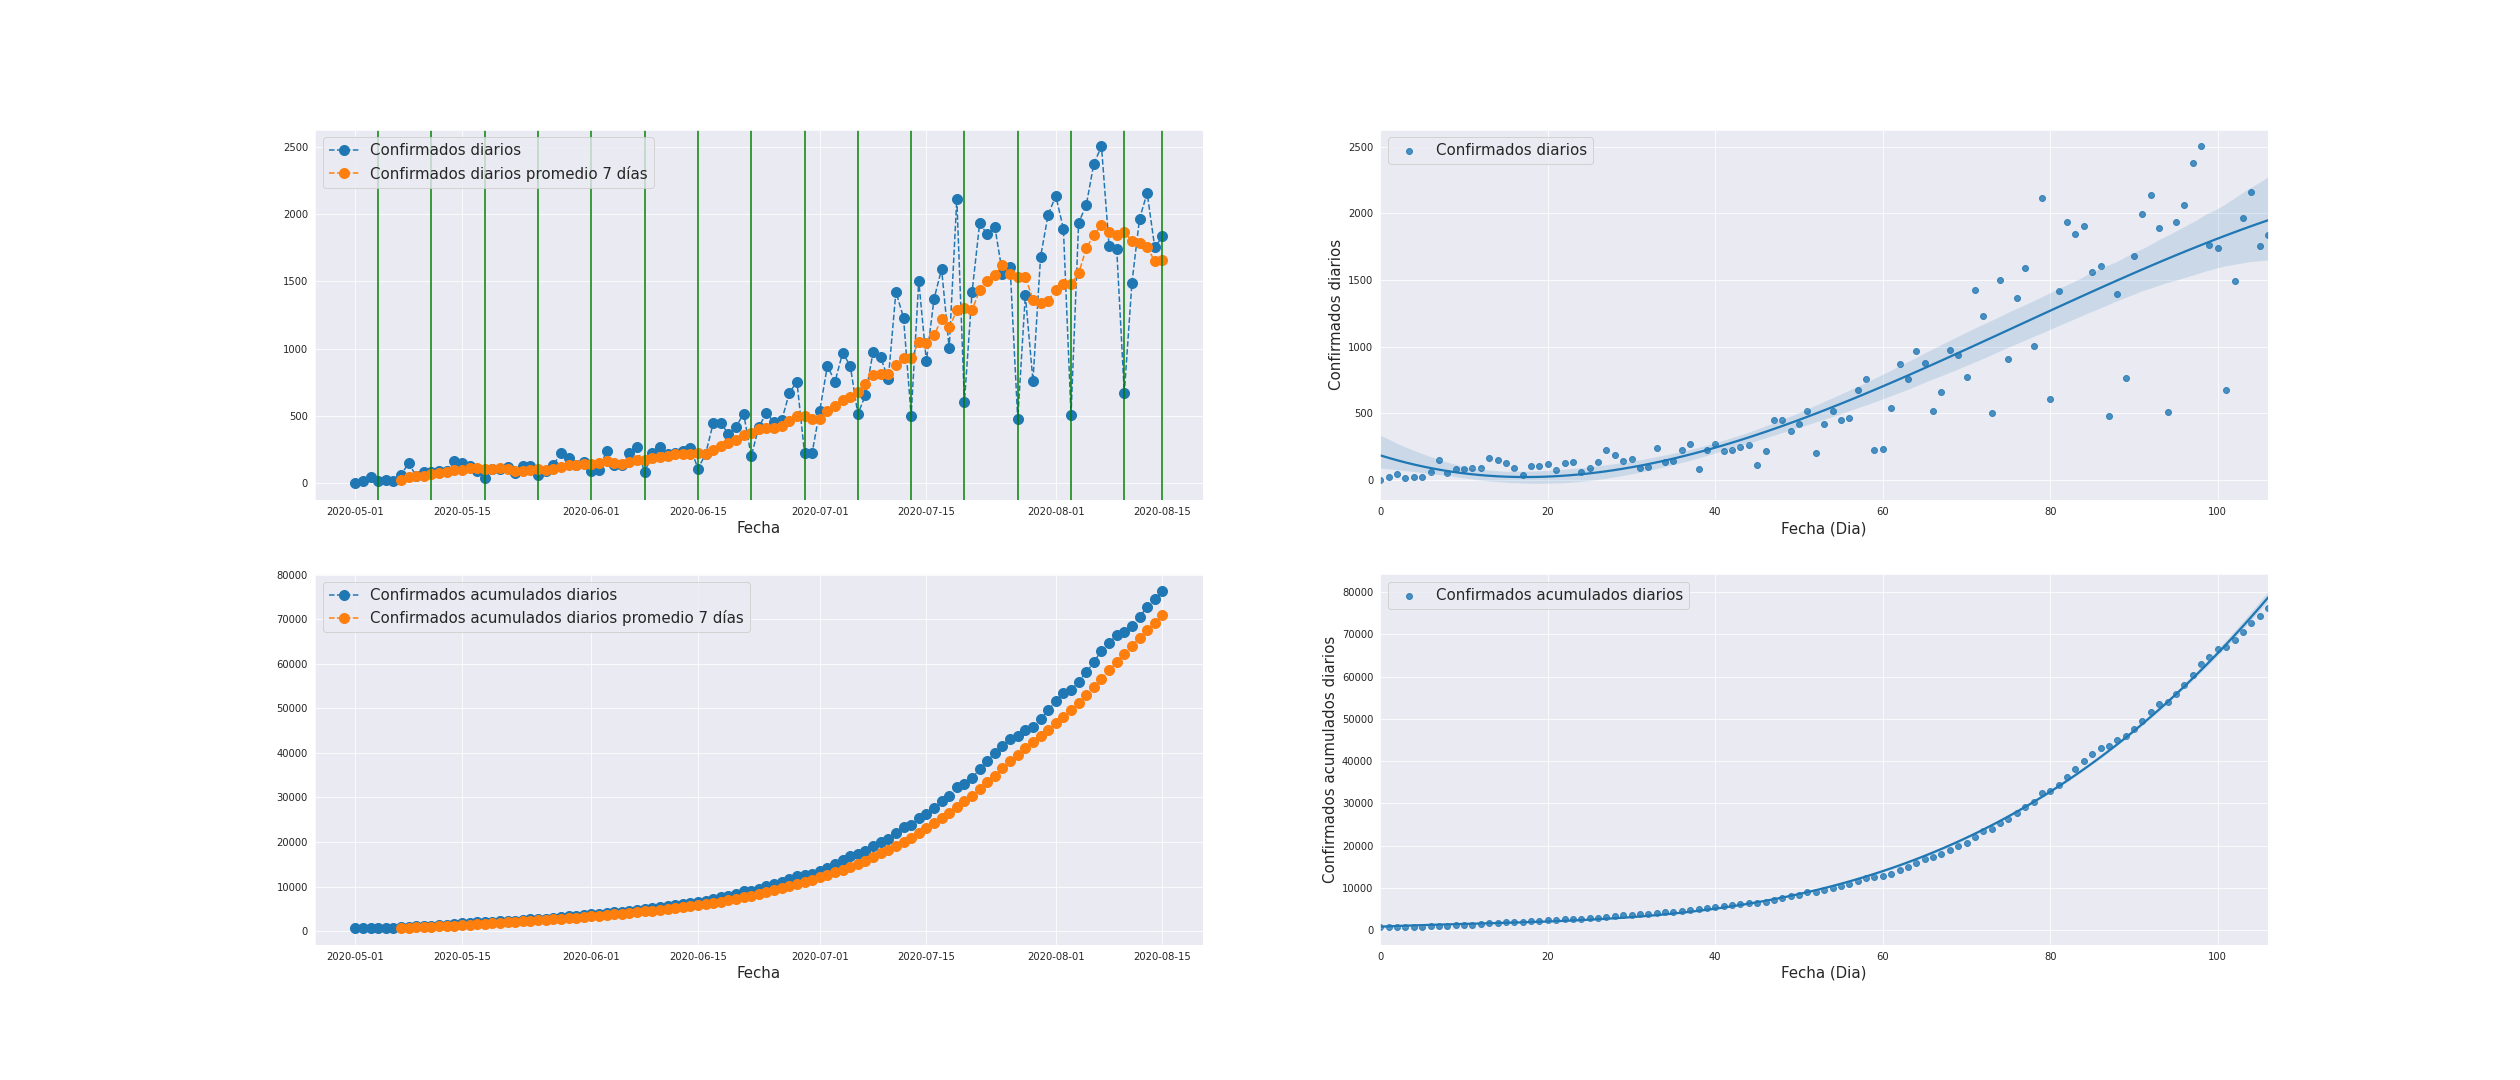 Confirmados diarios
Confirmados diarios promedio 7 días
2500
2000
1500
1000
500
0
2020-05-01 2020-05-15 2020-06-01 2020-06-15 2020-07-01 2020-07-15 2020-08-01 2020-08-15
Fecha
Confirmados diarios
Confirmados diarios
2500
2000
1500
1000
500
0
0 20 40 60 80 100
Fecha (Dia)
Confirmados acumulados diarios
Confirmados acumulados diarios promedio 7 días
80000
70000
60000
50000
40000
30000
20000
10000
0
2020-05-01 2020-05-15 2020-06-01 2020-06-15 2020-07-01 2020-07-15 2020-08-01 2020-08-15
Fecha
Confirmados acumulados diarios
Confirmados acumulados diarios
80000
70000
60000
50000
40000
30000
20000
10000
0
0 20 40 60 80 100
Fecha (Dia)